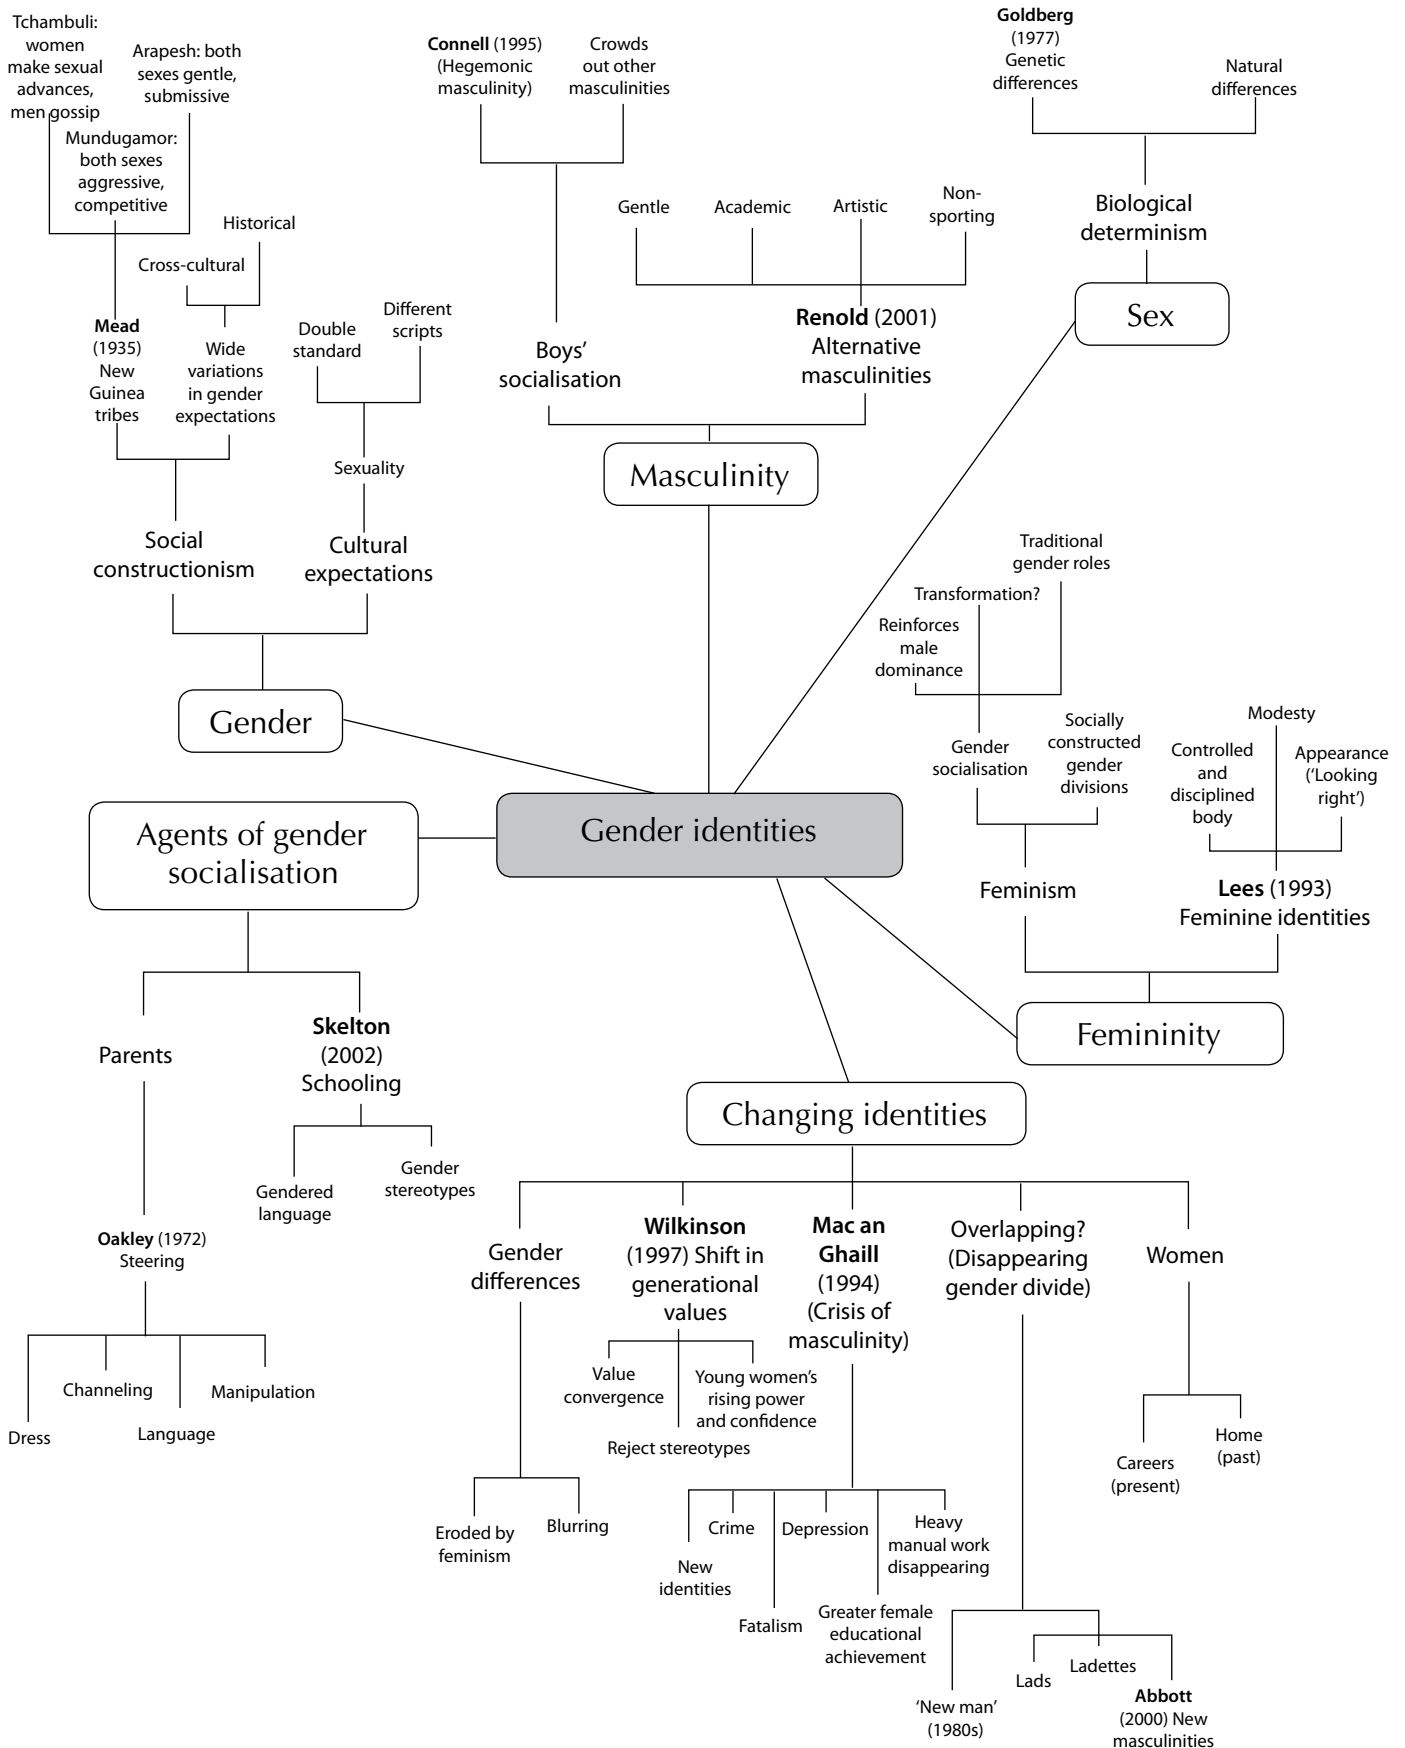 Tchambuli:
women
make sexual
advances,
men gossip
Arapesh: both
sexes gentle,
submissive
Mundugamor:
both sexes
aggressive,
competitive
Historical
Cross-cultural
Mead
(1935)
New
Guinea
tribes
Wide
variations
in gender
expectations
Double
standard
Different
scripts
Sexuality
Social
constructionism
Cultural
expectations
Gender
Connell (1995)
(Hegemonic
masculinity)
Crowds
out other
masculinities
Gentle
Academic
Artistic
Non-
sporting
Boys’
socialisation
Renold (2001)
Alternative
masculinities
Masculinity
Goldberg
(1977)
Genetic
differences
Natural
differences
Biological
determinism
Sex
Traditional
gender roles
Transformation?
Reinforces
male
dominance
Gender
socialisation
Socially
constructed
gender
divisions
Modesty
Controlled
and
disciplined
body
Appearance
(‘Looking
right’)
Feminism
Lees (1993)
Feminine identities
Femininity
Gender identities
Agents of gender
socialisation
Parents
Skelton
(2002)
Schooling
Gendered
language
Gender
stereotypes
Oakley (1972)
Steering
Dress
Channeling
Language
Manipulation
Changing identities
Gender
differences
Eroded by
feminism
Blurring
Wilkinson
(1997) Shift in
generational
values
Value
convergence
Young women’s
rising power
and confidence
Reject stereotypes
Mac an
Ghaill
(1994)
(Crisis of
masculinity)
New
identities
Crime
Fatalism
Depression
Greater female
educational
achievement
Heavy
manual work
disappearing
Overlapping?
(Disappearing
gender divide)
‘New man’
(1980s)
Lads
Ladettes
Abbott
(2000) New
masculinities
Women
Careers
(present)
Home
(past)